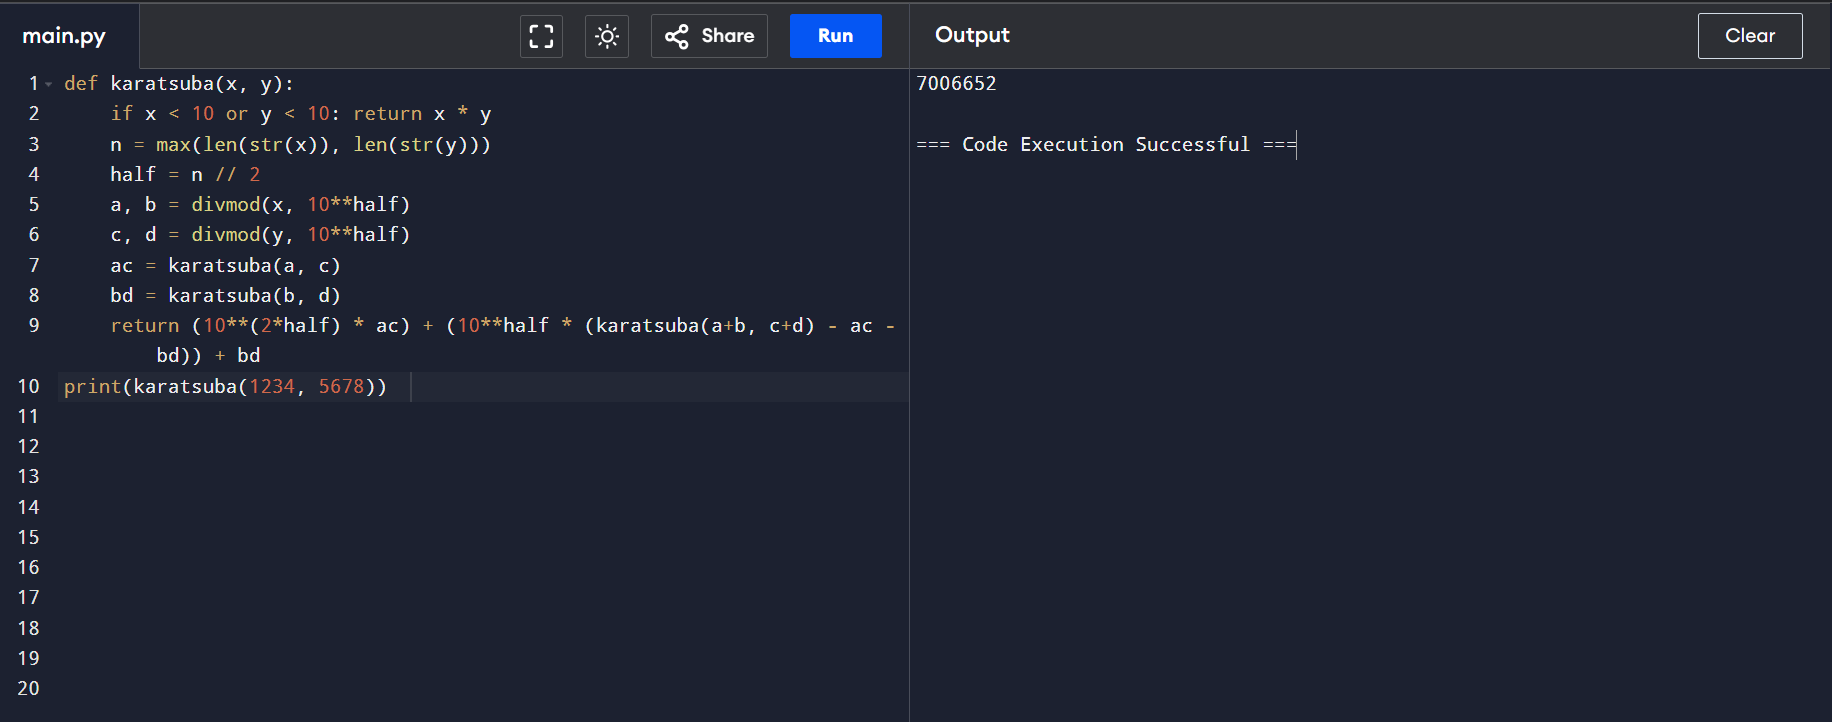 main.py
Share
Run
Output
Clear
1 def karatsuba(x, y):
2 if x < 10 or y < 10: return x * y
3 n = max(len(str(x)), len(str(y)))
4 half = n // 2
5 a, b = divmod(x, 10**half)
6 c, d = divmod(y, 10**half)
7 ac = karatsuba(a, c)
8 bd = karatsuba(b, d)
9 return (10**(2*half) * ac) + (10**half * (karatsuba(a+b, c+d) - ac -
bd)) + bd
10 print(karatsuba(1234, 5678))
11
12
13
14
15
16
17
18
19
20
7006652
=== Code Execution Successful ===